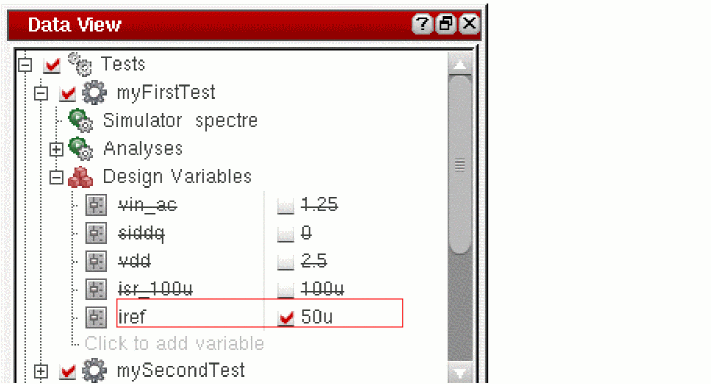 Data View
Tests
myFirstTest
Simulator spectre
Analyses
Design Variables
vin_ac 1.25
siddq 0
vdd 2.5
isr_100u 100u
iref 50u
Click to add variable
mySecondTest